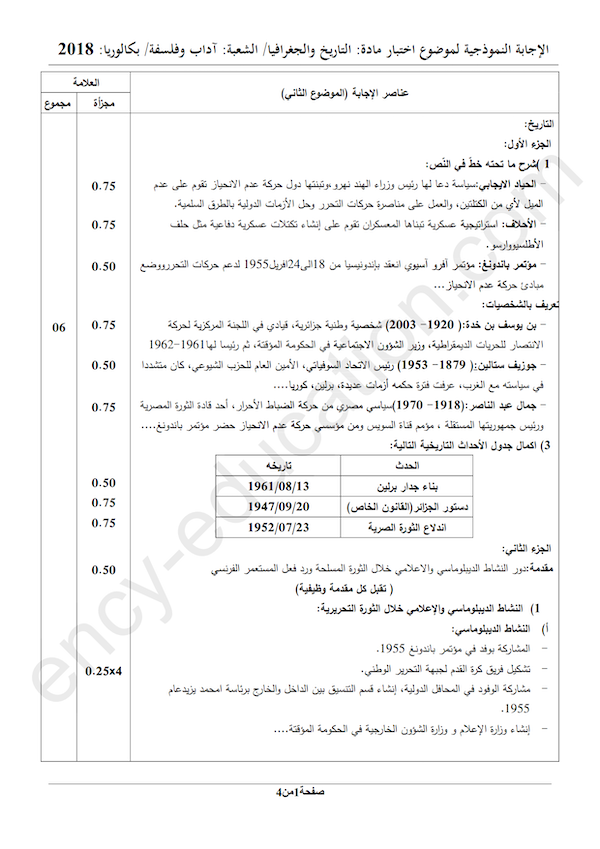 الإجابة النموذجية لموضوع اختبار مادة: التاريخ والجغرافيا/ الشعبة: آداب وفلسفة/ بكالوريا: 2018
عناصر الإجابة (الموضوع الثاني)
العلامة
مجزأة
مجموع
التاريخ:
الجزء الأول:
1 )شرح ما تحته خطّ في النّص:
– الحياد الايجابي:سياسة دعا لها رئيس وزراء الهند نهرو،وتبنتها دول حركة عدم الانحياز تقوم على عدم
0.75
الميل لأي من الكتلتين، والعمل على مناصرة حركات التحرر وحل الأزمات الدولية بالطرق السلمية.
– الأحلاف: استراتيجية عسكرية تبناها المعسكران تقوم على إنشاء تكتلات عسكرية دفاعية مثل حلف
0.75
الأطلسيووارسو.
– مؤتمر باندونغ: مؤتمر أفرو آسيوي انعقد بإندونيسيا من 18الى24افريل1955 لدعم حركات التحررووضع
0.50
مبادئ حركة عدم الانحياز...
تعريف بالشخصيات:
– بن يوسف بن خدة:( 1920– 2003) شخصية وطنية جزائرية، قيادي في اللجنة المركزية لحركة
0.75
06
الانتصار للحريات الديمقراطية، وزير الشؤون الاجتماعية في الحكومة المؤقتة، ثم رئيسا لها1961-1962
– جوزيف ستالين:( 1879– 1953) رئيس الاتحاد السوفياتي، الأمين العام للحزب الشيوعي، كان متشددا
0.50
في سياسته مع الغرب، عرفت فترة حكمه أزمات عديدة، برلين، كوريا....
– جمال عبد الناصر:(1918– 1970)سياسي مصري من حركة الضباط الأحرار، أحد قادة الثورة المصرية
0.75
ورئيس جمهوريتها المستقلة ، مؤمم قناة السويس ومن مؤسسي حركة عدم الانحياز حضر مؤتمر باندونغ....
3) اكمال جدول الأحداث التاريخية التالية:
الحدث
تاريخه
بناء جدار برلين
1961/08/13
0.50
دستور الجزائر(القانون الخاص)
1947/09/20
0.75
اندلاع الثورة الصرية
1952/07/23
0.75
الجزء الثاني:
مقدمة:دور النشاط الديبلوماسي والاعلامي خلال الثورة المسلحة ورد فعل المستعمر الفرنسي
0.50
( تقبل كل مقدمة وظيفية)
1) النشاط الديبلوماسي والإعلامي خلال الثورة التحريرية:
أ) النشاط الديبلوماسي:
– المشاركة بوفد في مؤتمر باندونغ 1955.
– تشكيل فريق كرة القدم لجبهة التحرير الوطني.
0.25x4
– مشاركة الوفود في المحافل الدولية، إنشاء قسم التنسيق بين الداخل والخارج برئاسة امحمد يزيدعام
1955.
– إنشاء وزارة الإعلام و وزارة الشؤون الخارجية في الحكومة المؤقتة....
صفحة1من4
ency-education.com